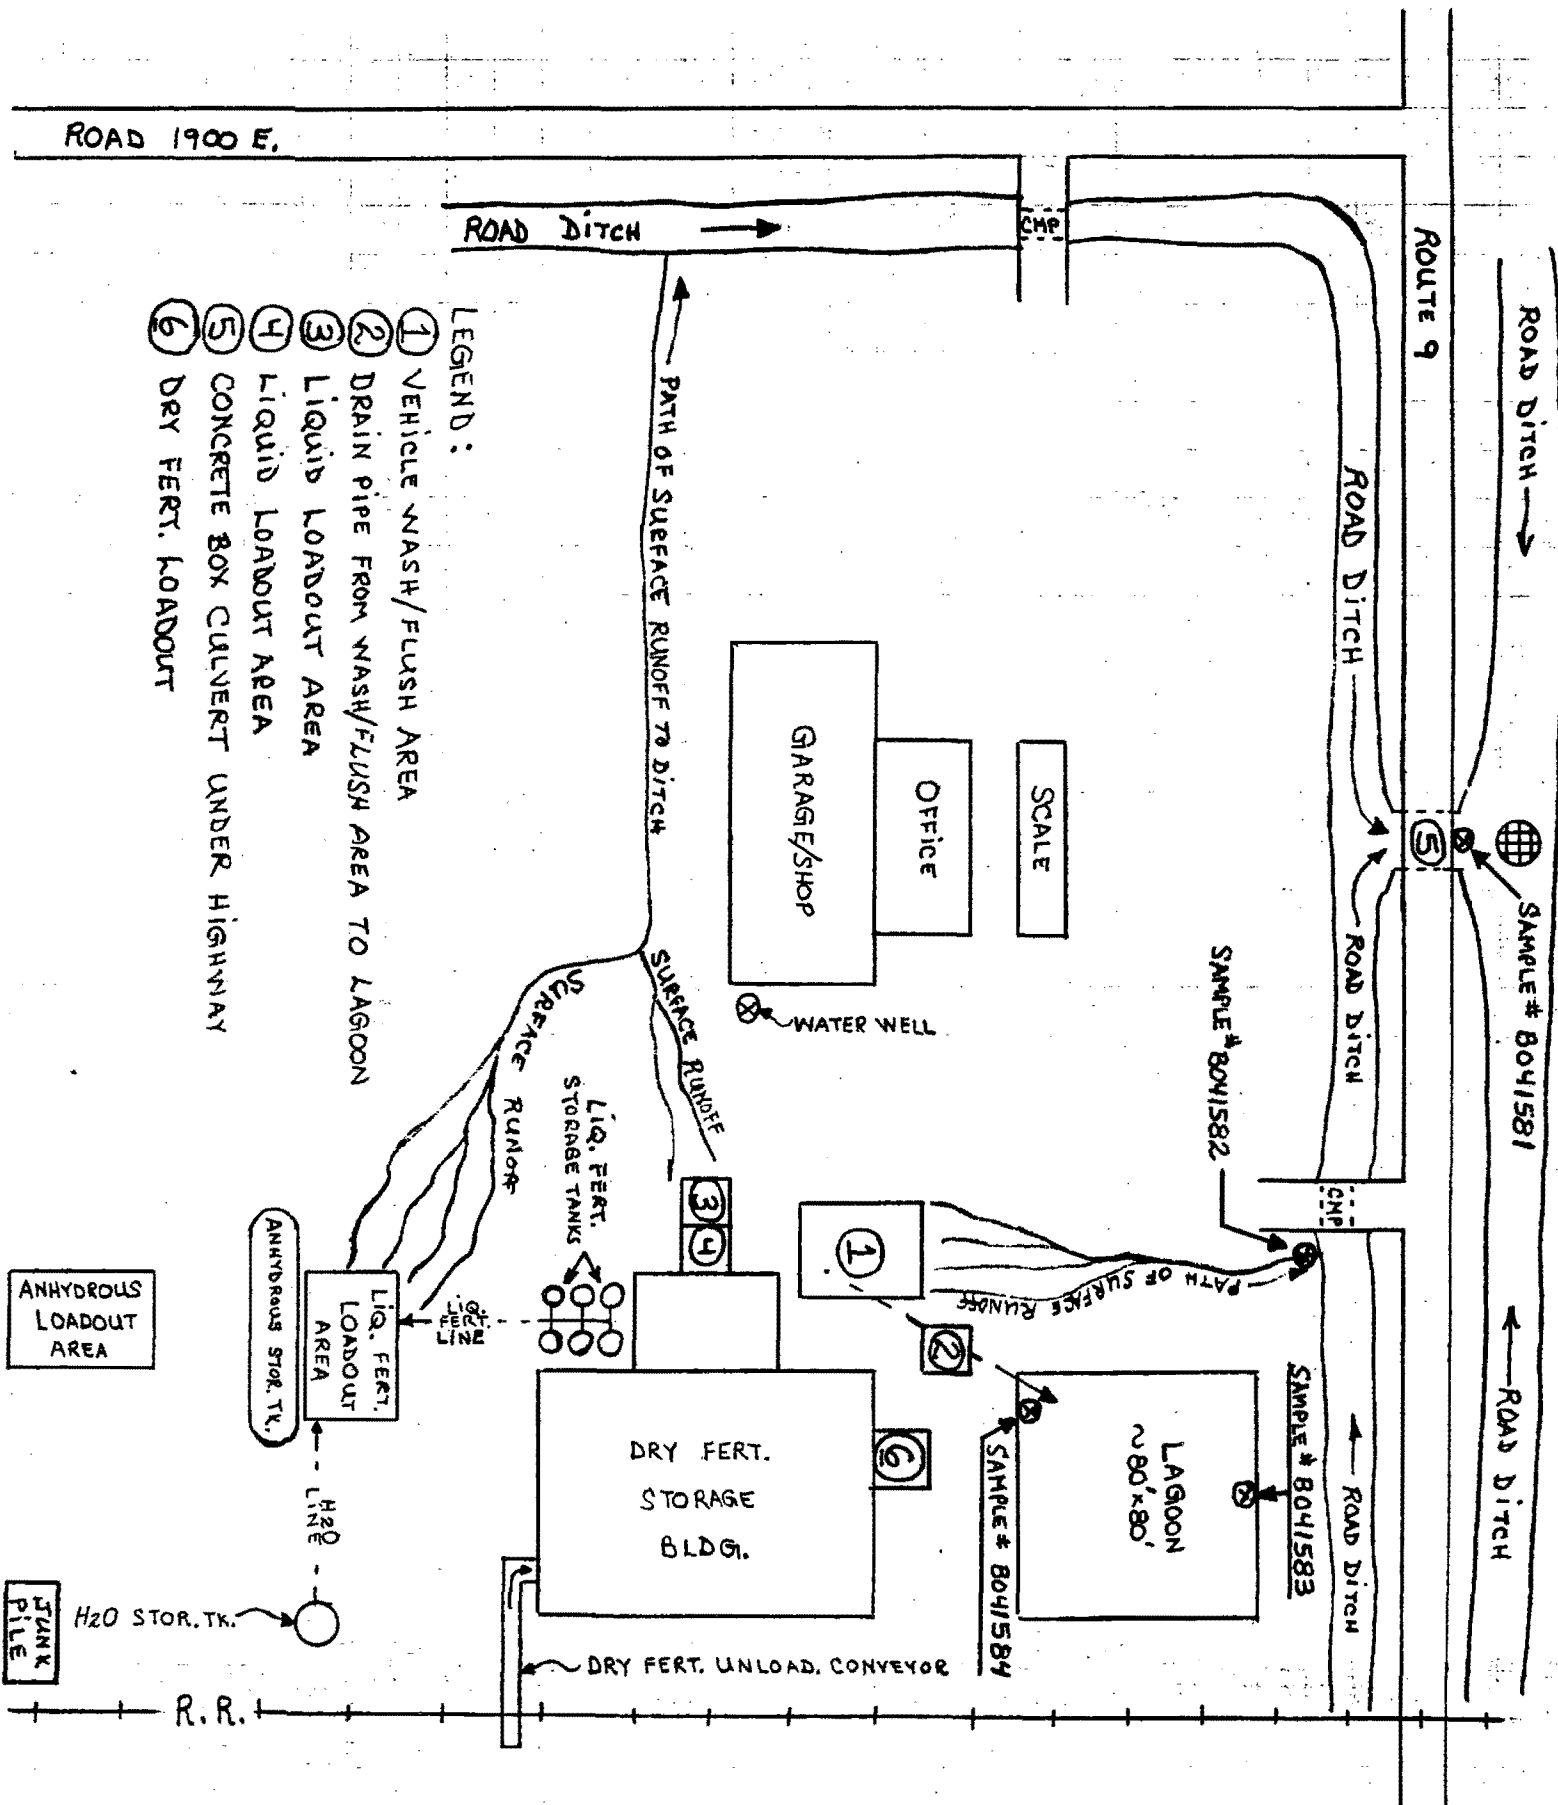 ROAD 1900 E.
ROAD DITCH
CMP
ROUTE 9
ROAD DITCH
ROAD DITCH
LEGEND:
1 VEHICLE WASH/FLUSH AREA
2 DRAIN PIPE FROM WASH/FLUSH AREA TO LAGOON
3 LIQUID LOADOUT AREA
4 LIQUID LOADOUT AREA
5 CONCRETE BOX CULVERT UNDER HIGHWAY
6 DRY FERT. LOADOUT
PATH OF SURFACE RUNOFF TO DITCH
GARAGE/SHOP
OFFICE
SCALE
5
SAMPLE # B041581
ROAD DITCH
WATER WELL
SURFACE RUNOFF
SURFACE RUNOFF
SAMPLE # B041582
CMP
LIQ. FERT.
STORAGE TANKS
3
4
1
PATH OF SURFACE RUNOFF
2
ANHYDROUS
LOADOUT
AREA
ANHYDROUS STOR. TK.
LIQ. FERT.
LOADOUT
AREA
LIQ.
FERT.
LINE
DRY FERT.
STORAGE
BLDG.
6
LAGOON
~80'x80'
SAMPLE # B041583
SAMPLE # B041584
ROAD DITCH
ROAD DITCH
H2O
LINE
H2O STOR. TK.
JUNK
PILE
DRY FERT. UNLOAD. CONVEYOR
R.R.